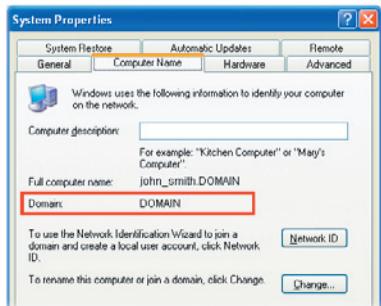 System Properties
System Restore Automatic Updates Remote
General Computer Name Hardware Advanced
Windows uses the following information to identify your computer
on the network.
Computer description:
For example: "Kitchen Computer" or "Mary's
Computer".
Full computer name: john_smith.DOMAIN
Domain: DOMAIN
To use the Network Identification Wizard to join a
domain and create a local user account, click Network
ID.
Network ID
To rename this computer or join a domain, click Change.
Change...